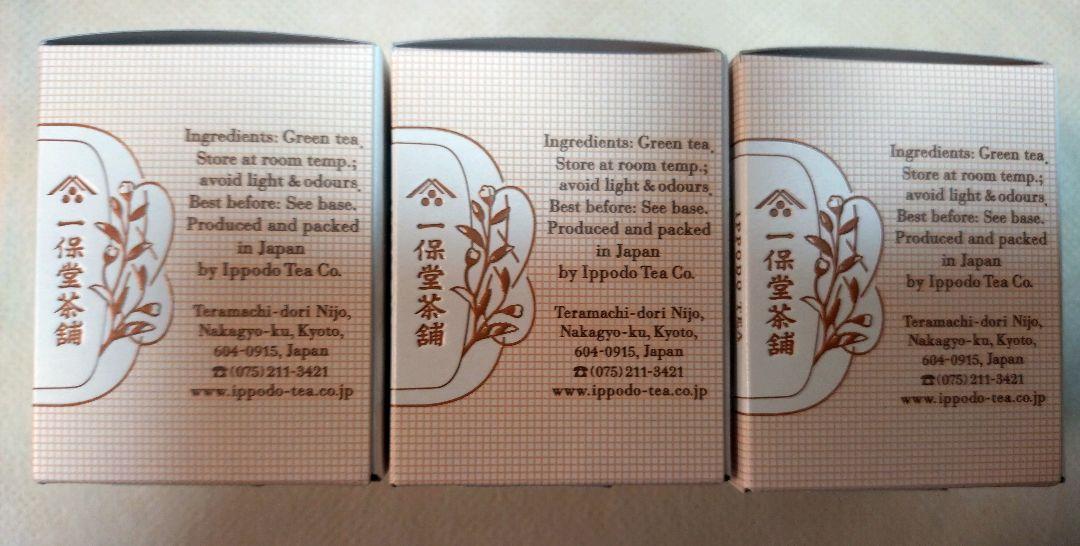 一保堂茶舖
Ingredients: Green tea.
Store at room temp.;
avoid light & odours.
Best before: See base.
Produced and packed
in Japan
by Ippodo Tea Co.
Teramachi-dori Nijo,
Nakagyo-ku, Kyoto,
604-0915, Japan
☎(075)211-3421
www.ippodo-tea.co.jp
一保堂茶舖
Ingredients: Green tea.
Store at room temp.;
avoid light & odours.
Best before: See base.
Produced and packed
in Japan
by Ippodo Tea Co.
Teramachi-dori Nijo,
Nakagyo-ku, Kyoto,
604-0915, Japan
☎(075)211-3421
www.ippodo-tea.co.jp
IPPODO TEA
一保堂茶舖
Ingredients: Green tea.
Store at room temp.;
avoid light & odours.
Best before: See base.
Produced and packed
in Japan
by Ippodo Tea Co.
Teramachi-dori Nijo,
Nakagyo-ku, Kyoto,
604-0915, Japan
☎(075)211-3421
www.ippodo-tea.co.jp